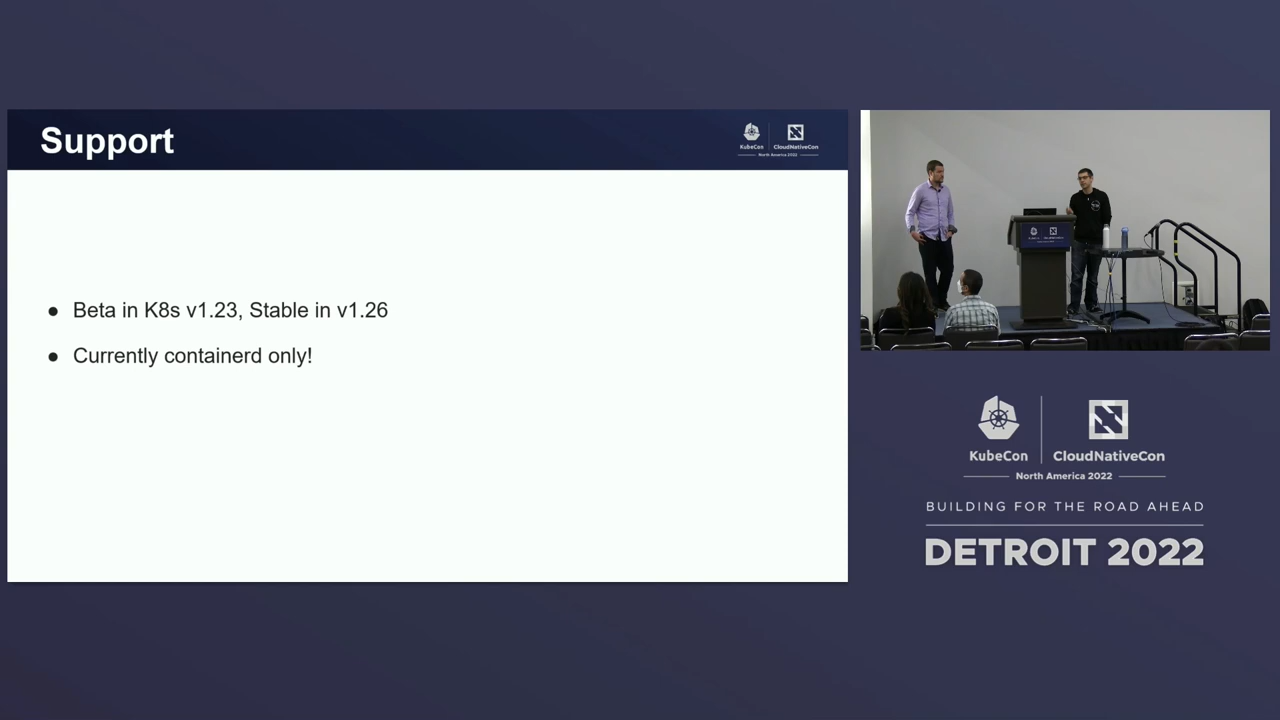 Support
KubeCon
CloudNativeCon
North America 2022
● Beta in K8s v1.23, Stable in v1.26
● Currently containerd only!
KubeCon
CloudNativeCon
North America 2022
BUILDING FOR THE ROAD AHEAD
DETROIT 2022